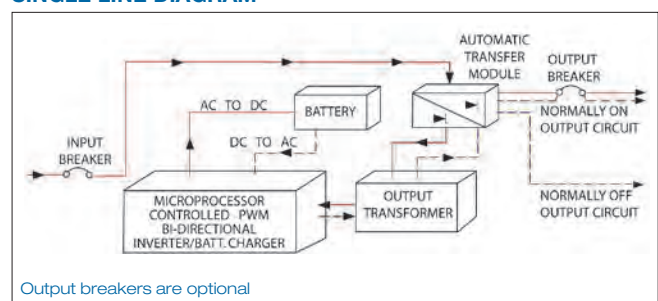 SINGLE LINE DIAGRAM
AUTOMATIC
TRANSFER
MODULE
OUTPUT
BREAKER
AC TO DC
BATTERY
NORMALLY ON
OUTPUT CIRCUIT
INPUT
BREAKER
DC TO AC
MICROPROCESSOR
CONTROLLED PWM
BI-DIRECTIONAL
INVERTER/BATT. CHARGER
OUTPUT
TRANSFORMER
NORMALLY OFF
OUTPUT CIRCUIT
Output breakers are optional